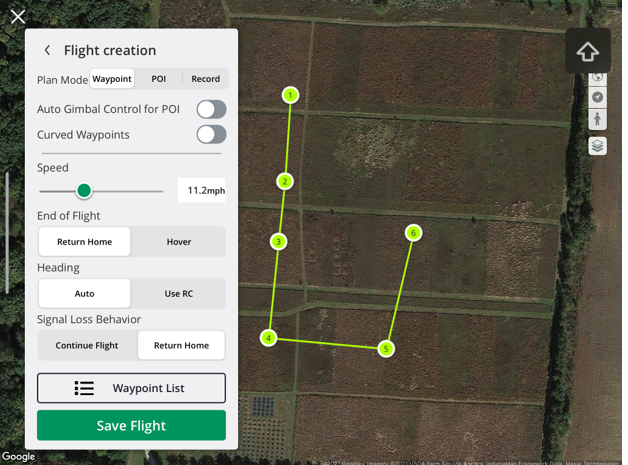 Flight creation
Plan Mode Waypoint POI Record
Auto Gimbal Control for POI
Curved Waypoints
Speed
11.2mph
End of Flight
Return Home Hover
Heading
Auto Use RC
Signal Loss Behavior
Continue Flight Return Home
Waypoint List
Save Flight
1
2
3
6
4
5
Google